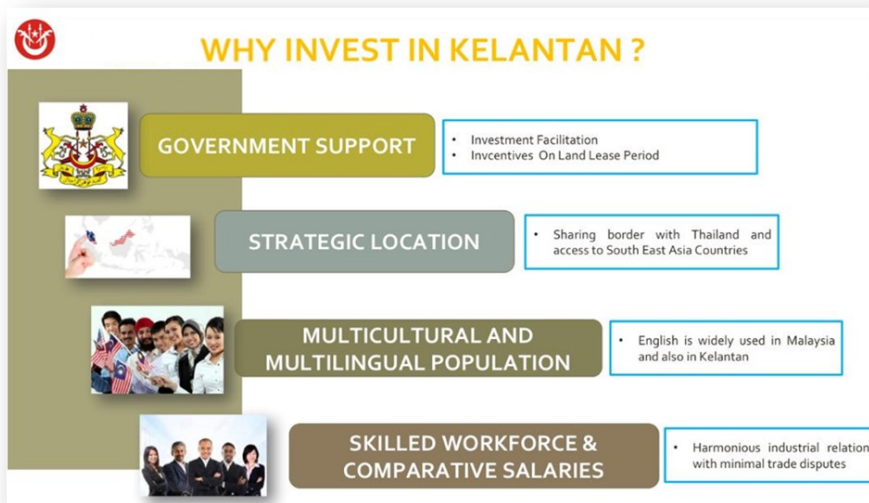 WHY INVEST IN KELANTAN ?
GOVERNMENT SUPPORT
• Investment Facilitation
• Invcentives On Land Lease Period
STRATEGIC LOCATION
• Sharing border with Thailand and
access to South East Asia Countries
MULTICULTURAL AND
MULTILINGUAL POPULATION
• English is widely used in Malaysia
and also in Kelantan
SKILLED WORKFORCE &
COMPARATIVE SALARIES
• Harmonious industrial relation
with minimal trade disputes